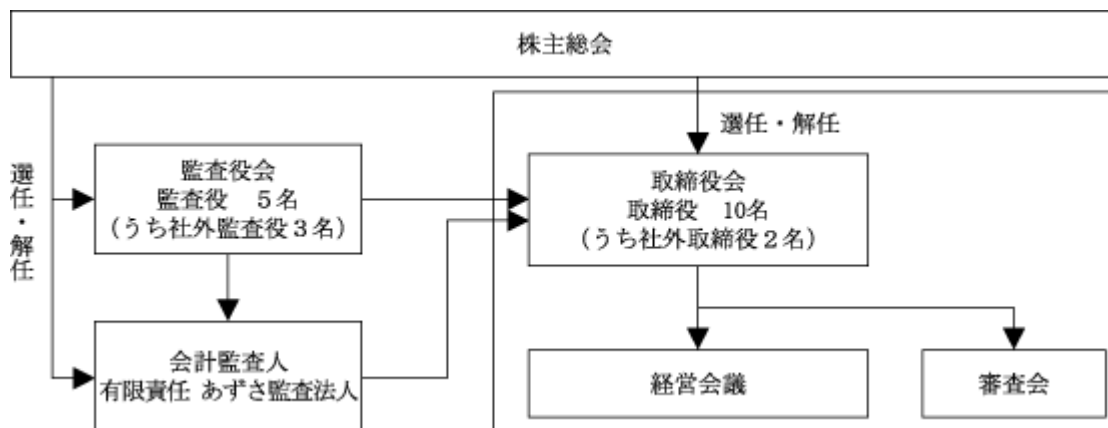 株主総会
選任・解任
選任・解任
監査役会
監査役　５名
(うち社外監査役３名)
取締役会
取締役　10名
(うち社外取締役２名)
会計監査人
有限責任 あずさ監査法人
経営会議
審査会